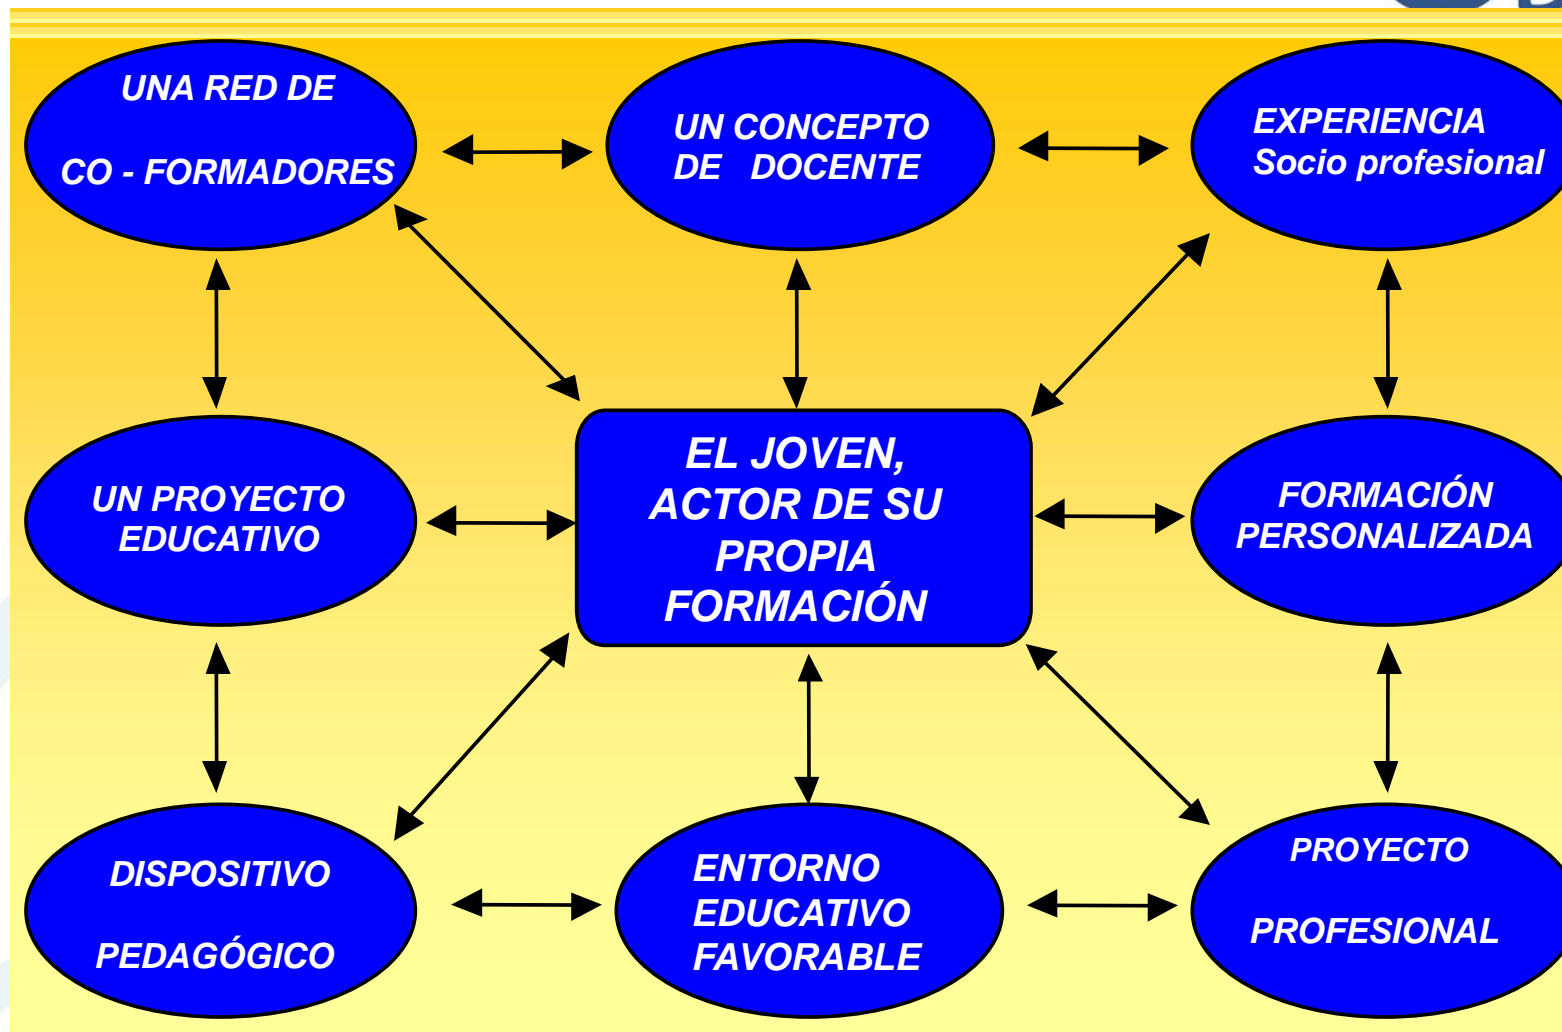 UNA RED DE
CO - FORMADORES
UN CONCEPTO
DE DOCENTE
EXPERIENCIA
Socio profesional
UN PROYECTO
EDUCATIVO
EL JOVEN,
ACTOR DE SU
PROPIA
FORMACIÓN
FORMACIÓN
PERSONALIZADA
DISPOSITIVO
PEDAGÓGICO
ENTORNO
EDUCATIVO
FAVORABLE
PROYECTO
PROFESIONAL